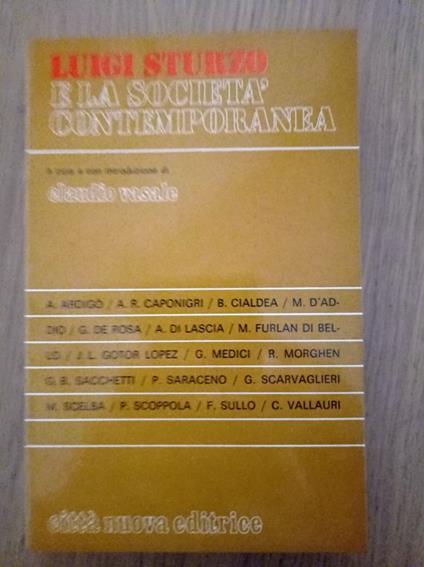 LUIGI STURZO
E LA SOCIETA'
CONTEMPORANEA
a cura e con introduzione di
claudio vasale
A. ARDIGÒ / A. R. CAPONIGRI / B. CIALDEA / M. D'AD-
DIO / G. DE ROSA / A. DI LASCIA / M. FURLAN DI BEL-
LO / J. L. GOTOR LOPEZ / G. MEDICI / R. MORGHEN
G. B. SACCHETTI / P. SARACENO / G. SCARVAGLIERI
M. SCELBA / P. SCOPPOLA / F. SULLO / C. VALLAURI
città nuova editrice